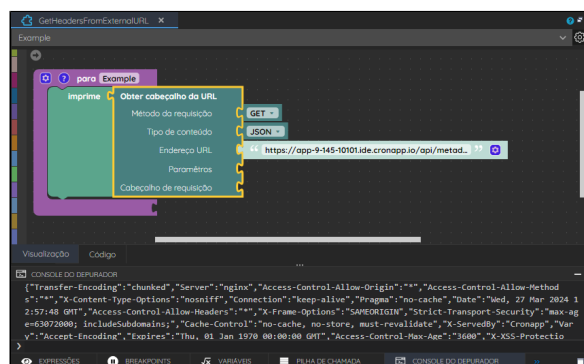 GetHeadersFromExternalURL ×
Example
para Example
imprime Obter cabeçalho da URL
Método da requisição GET
Tipo de conteúdo JSON
Endereço URL “ https://app-9-145-10101.ide.cronapp.io/api/metad... ”
Paramêtros
Cabeçalho de requisição
Visualização Código
CONSOLE DO DEPURADOR
{"Transfer-Encoding":"chunked","Server":"nginx","Access-Control-Allow-Origin":"*","Access-Control-Allow-Method
s":"*","X-Content-Type-Options":"nosniff","Connection":"keep-alive","Pragma":"no-cache","Date":"Wed, 27 Mar 2024 1
2:57:48 GMT","Access-Control-Allow-Headers":"*","X-Frame-Options":"SAMEORIGIN","Strict-Transport-Security":"max-ag
e=63072000; includeSubdomains;","Cache-Control":"no-cache, no-store, must-revalidate","X-ServedBy":"Cronapp","Var
y":"Accept-Encoding","Expires":"Thu, 01 Jan 1970 00:00:00 GMT","Access-Control-Max-Age":"3600","X-XSS-Protectio
EXPRESSÕES BREAKPOINTS VARIÁVEIS PILHA DE CHAMADA CONSOLE DO DEPURADOR